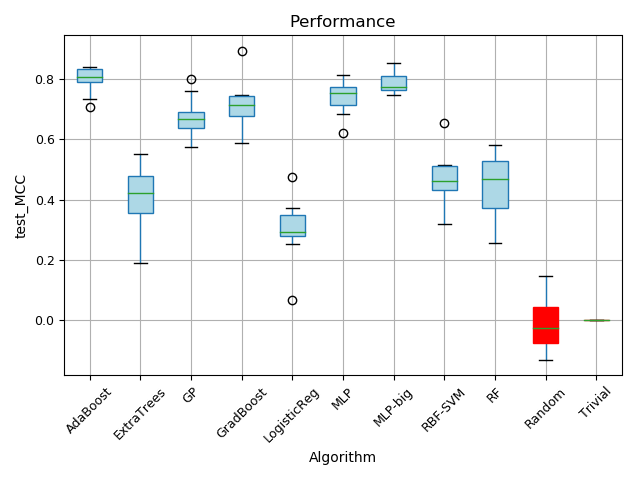 Performance
test_MCC
0.8
0.6
0.4
0.2
0.0
AdaBoost
ExtraTrees
GP
GradBoost
LogisticReg
MLP
MLP-big
RBF-SVM
RF
Random
Trivial
Algorithm